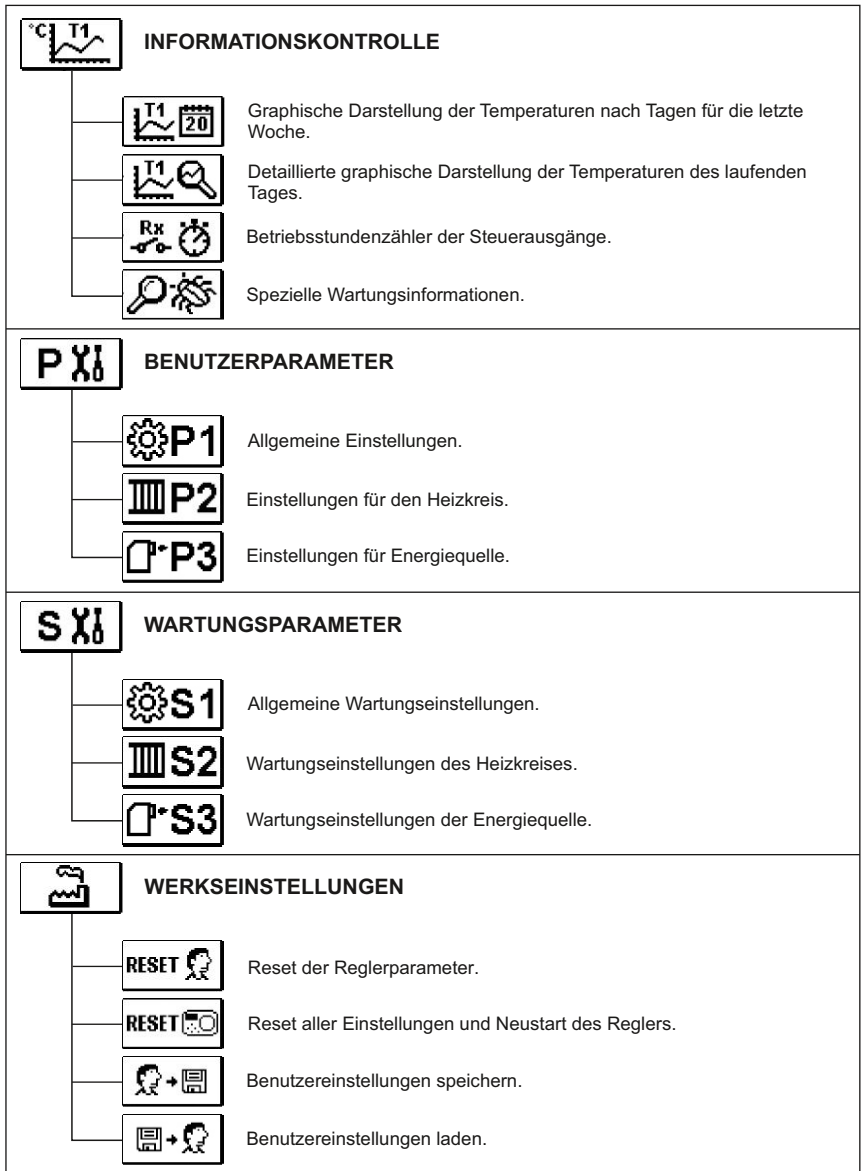 °C T1
INFORMATIONSKONTROLLE
T1 20
Graphische Darstellung der Temperaturen nach Tagen für die letzte
Woche.
T1
Detaillierte graphische Darstellung der Temperaturen des laufenden
Tages.
Rx
Betriebsstundenzähler der Steuerausgänge.
Spezielle Wartungsinformationen.
P
BENUTZERPARAMETER
P1
Allgemeine Einstellungen.
P2
Einstellungen für den Heizkreis.
P3
Einstellungen für Energiequelle.
S
WARTUNGSPARAMETER
S1
Allgemeine Wartungseinstellungen.
S2
Wartungseinstellungen des Heizkreises.
S3
Wartungseinstellungen der Energiequelle.
WERKSEINSTELLUNGEN
RESET
Reset der Reglerparameter.
RESET
Reset aller Einstellungen und Neustart des Reglers.
Benutzereinstellungen speichern.
Benutzereinstellungen laden.